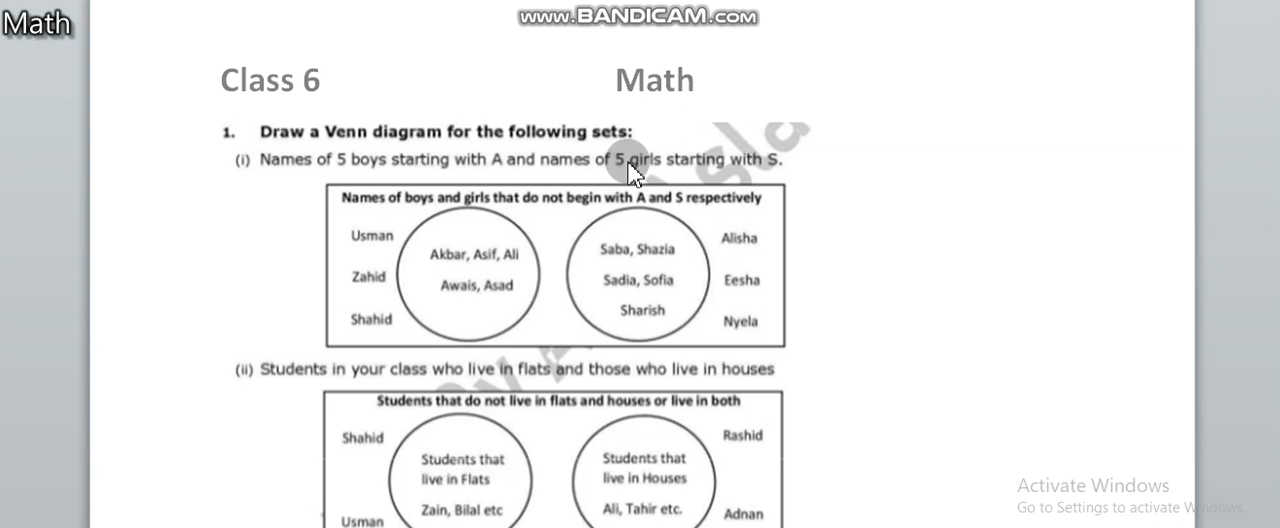 Math
www.BANDICAM.com
Class 6 Math
1. Draw a Venn diagram for the following sets:
(i) Names of 5 boys starting with A and names of 5 girls starting with S.
Names of boys and girls that do not begin with A and S respectively
Usman
Zahid
Shahid
Akbar, Asif, Ali
Awais, Asad
Saba, Shazia
Sadia, Sofia
Sharish
Alisha
Eesha
Nyela
(ii) Students in your class who live in flats and those who live in houses
Students that do not live in flats and houses or live in both
Shahid
Usman
Students that
live in Flats
Zain, Bilal etc
Students that
live in Houses
Ali, Tahir etc.
Rashid
Adnan
Activate Windows
Go to Settings to activate Windows.